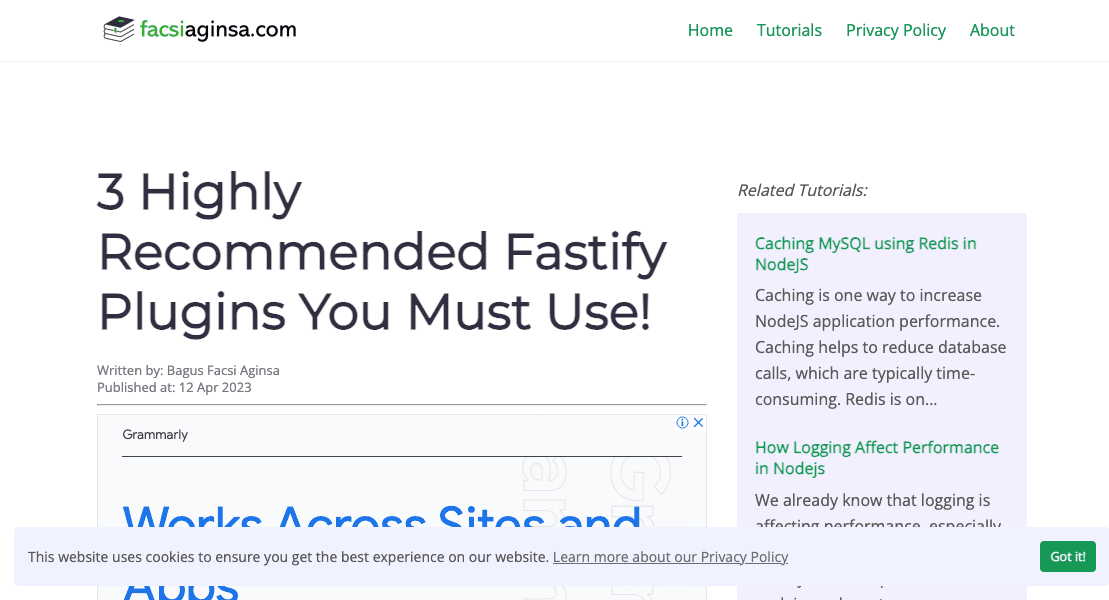 facsiaginsa.com
Home Tutorials Privacy Policy About
3 Highly
Recommended Fastify
Plugins You Must Use!
Written by: Bagus Facsi Aginsa
Published at: 12 Apr 2023
Grammarly
Works Across Sites and
Apps
Related Tutorials:
Caching MySQL using Redis in
NodeJS
Caching is one way to increase
NodeJS application performance.
Caching helps to reduce database
calls, which are typically time-
consuming. Redis is on...
How Logging Affect Performance
in Nodejs
We already know that logging is
affecting performance, especially
This website uses cookies to ensure you get the best experience on our website. Learn more about our Privacy Policy
Got it!